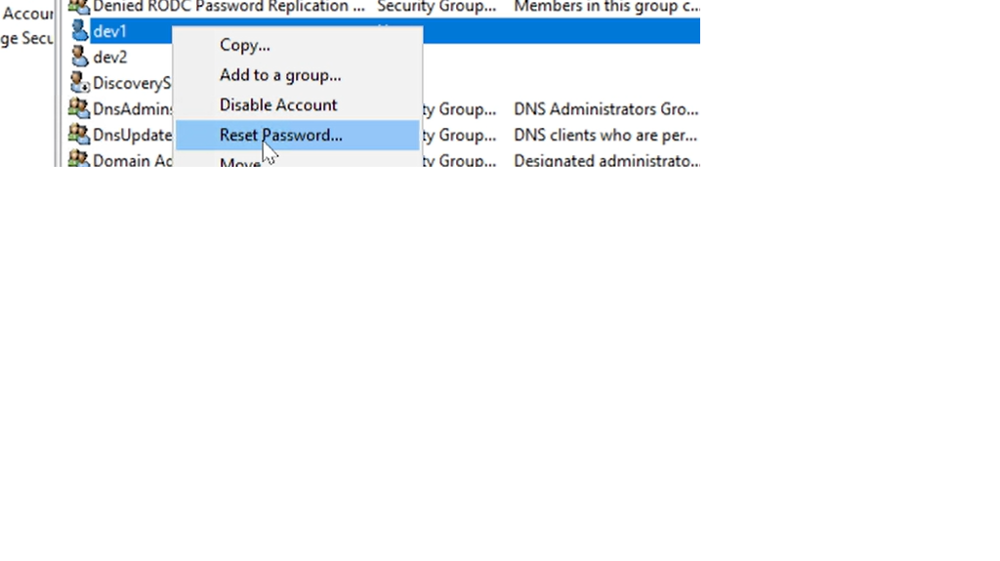 Denied RODC Password Replication ... Security Group... Members in this group c...
Accour
dev1
ge Secu
Copy...
dev2
Add to a group...
DiscoveryS
Disable Account
DnsAdmins ty Group... DNS Administrators Gro...
DnsUpdate Reset Password... ty Group... DNS clients who are per...
Domain Ad Move ty Group... Designated administrato...